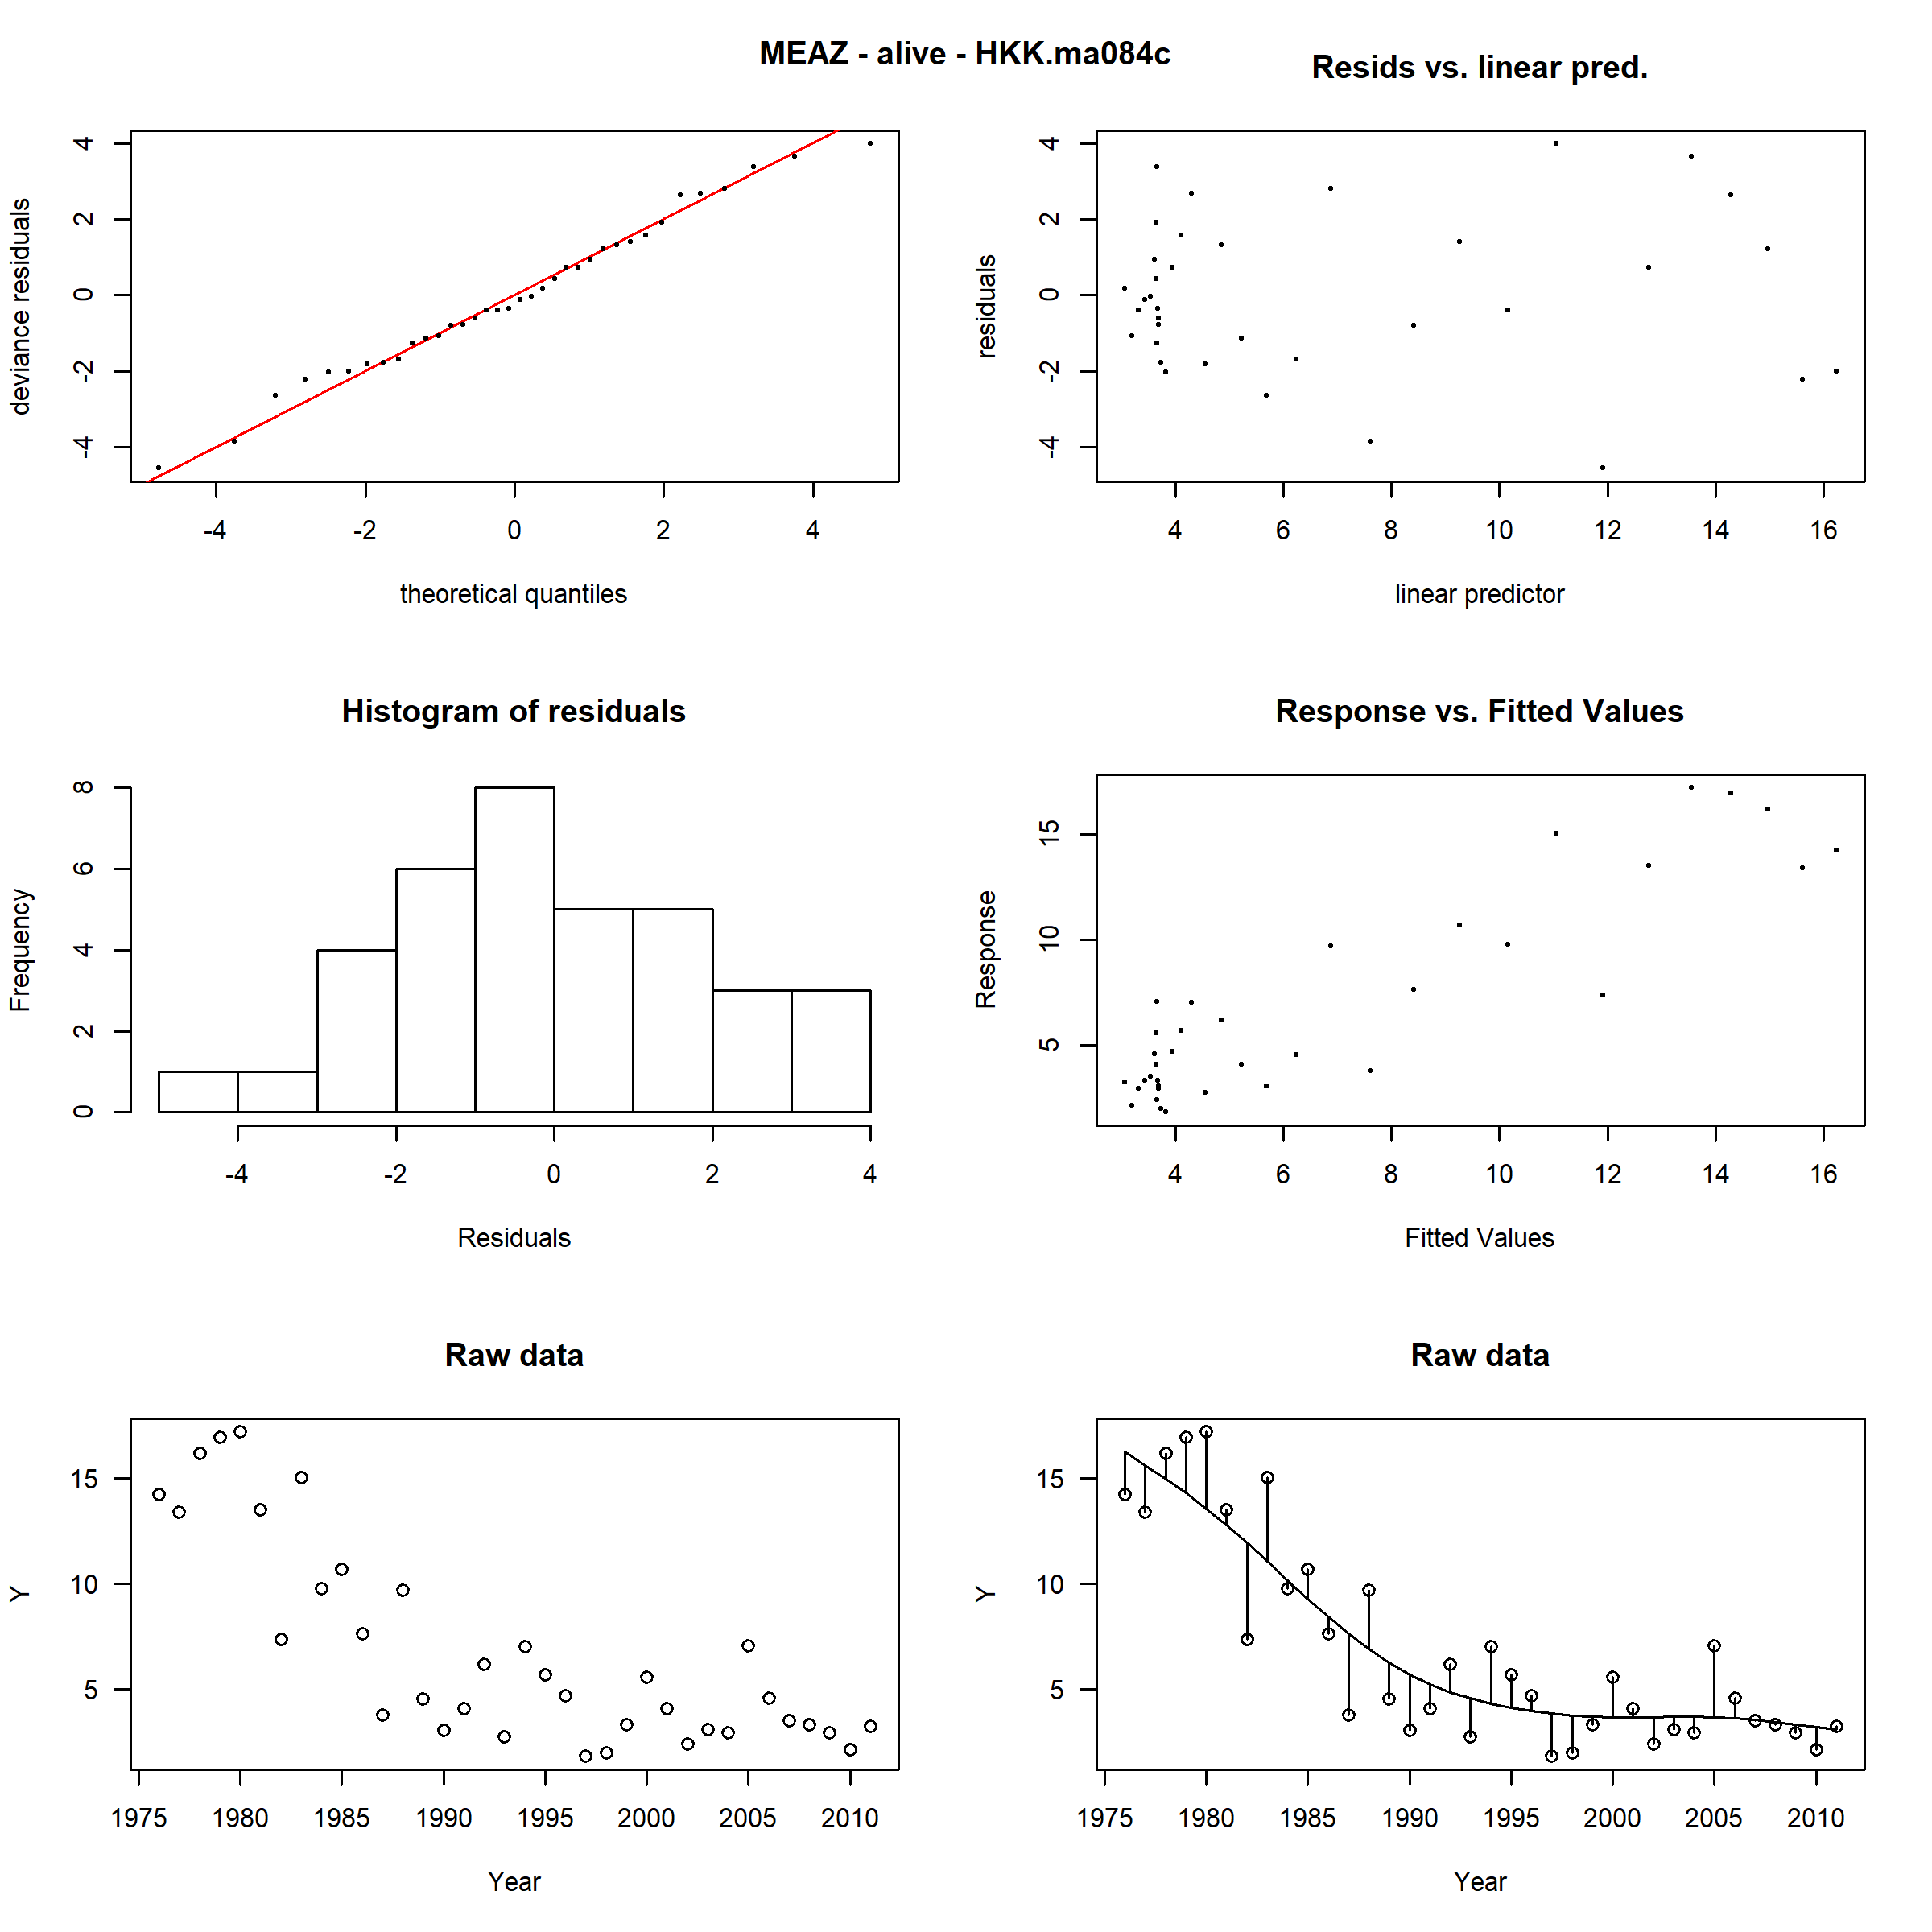 MEAZ - alive - HKK.ma084c
Resids vs. linear pred.
deviance residuals
4
2
0
-2
-4
-4 -2 0 2 4
theoretical quantiles
residuals
4
2
0
-2
-4
4 6 8 10 12 14 16
linear predictor
Histogram of residuals
Frequency
8
6
4
2
0
-4 -2 0 2 4
Residuals
Response vs. Fitted Values
Response
15
10
5
4 6 8 10 12 14 16
Fitted Values
Raw data
Y
15
10
5
1975 1980 1985 1990 1995 2000 2005 2010
Year
Raw data
Y
15
10
5
1975 1980 1985 1990 1995 2000 2005 2010
Year